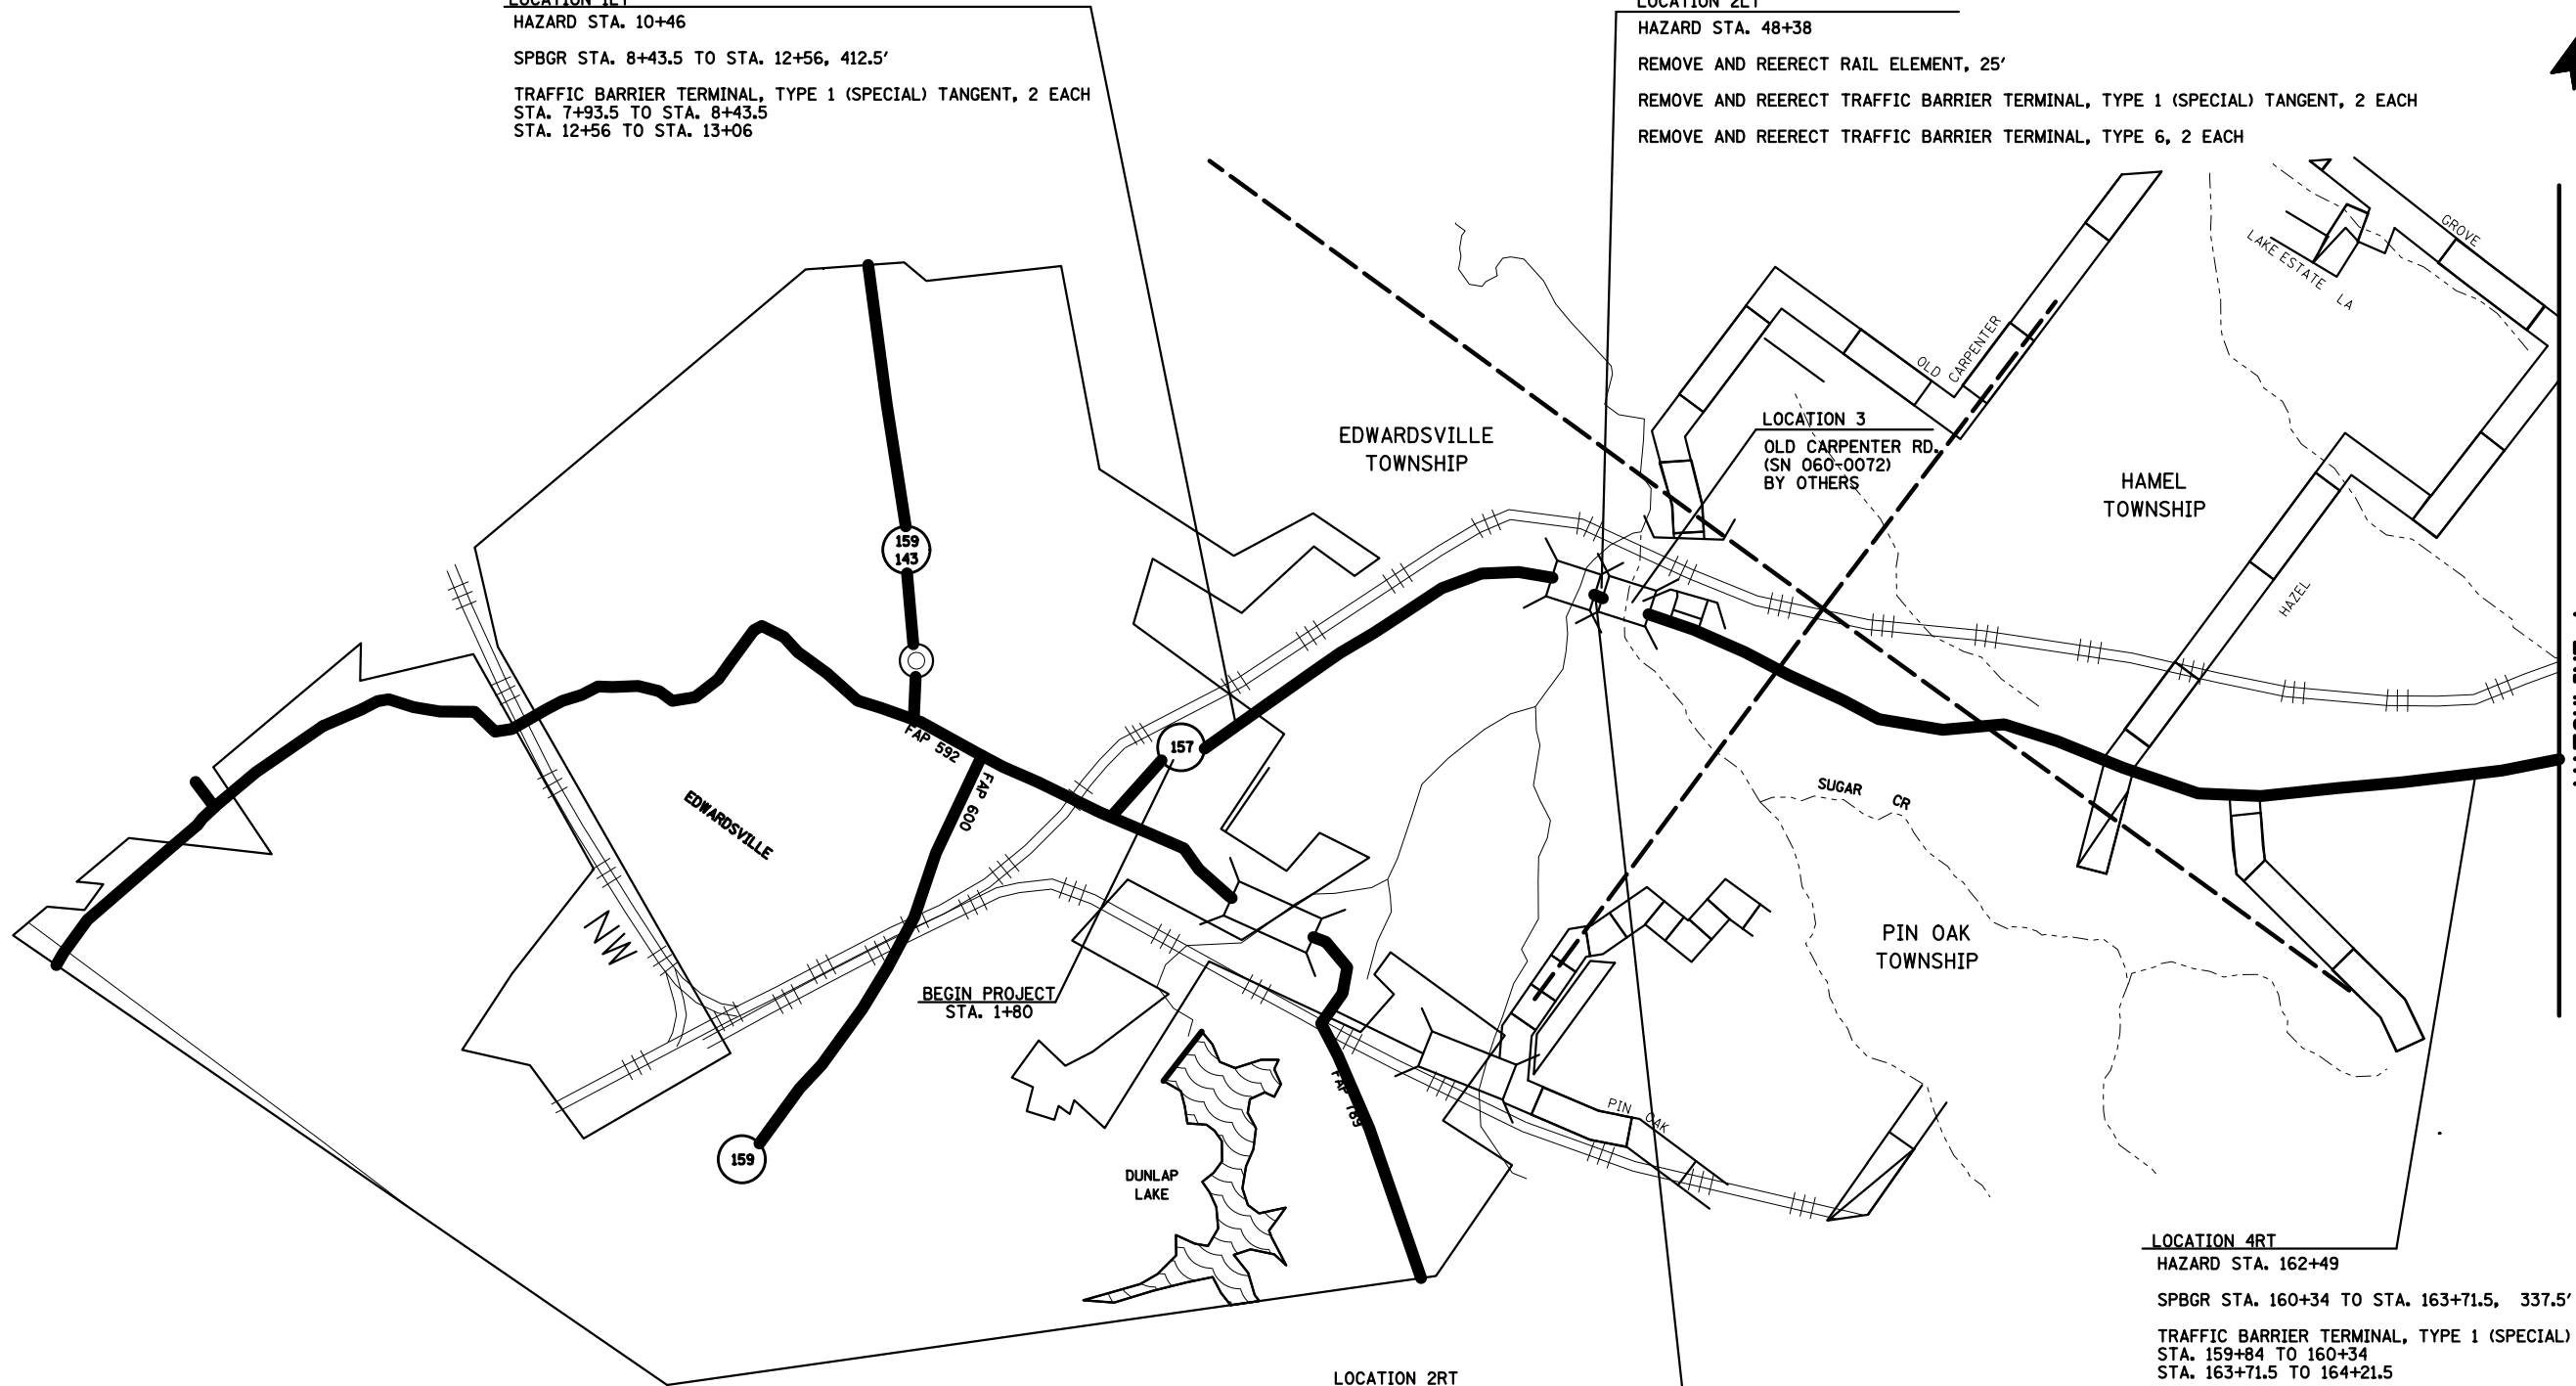 LOCATION 1LT
HAZARD STA. 10+46
SPBGR STA. 8+43.5 TO STA. 12+56, 412.5'
TRAFFIC BARRIER TERMINAL, TYPE 1 (SPECIAL) TANGENT, 2 EACH
STA. 7+93.5 TO STA. 8+43.5
STA. 12+56 TO STA. 13+06
LOCATION 2LT
HAZARD STA. 48+38
REMOVE AND REERECT RAIL ELEMENT, 25'
REMOVE AND REERECT TRAFFIC BARRIER TERMINAL, TYPE 1 (SPECIAL) TANGENT, 2 EACH
REMOVE AND REERECT TRAFFIC BARRIER TERMINAL, TYPE 6, 2 EACH
GROVE
LAKE ESTATE LA
OLD CARPENTER
LOCATION 3
OLD CARPENTER RD.
(SN 060-0072)
BY OTHERS
EDWARDSVILLE
TOWNSHIP
HAMEL
TOWNSHIP
159
143
HAZEL
157
FAP 592
FAP 600
EDWARDSVILLE
SUGAR CR
NW
PIN OAK
TOWNSHIP
BEGIN PROJECT
STA. 1+80
FAP 789
PIN OAK
159
DUNLAP
LAKE
LOCATION 4RT
HAZARD STA. 162+49
SPBGR STA. 160+34 TO STA. 163+71.5, 337.5'
TRAFFIC BARRIER TERMINAL, TYPE 1 (SPECIAL)
STA. 159+84 TO 160+34
STA. 163+71.5 TO 164+21.5
LOCATION 2RT